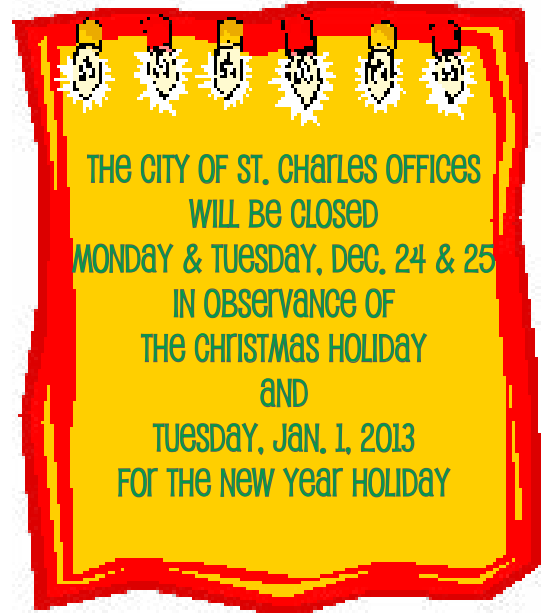 THE CITY OF ST. CHARLES OFFICES
WILL BE CLOSED
MONDAY & TUESDAY, DEC. 24 & 25
IN OBSERVANCE OF
THE CHRISTMAS HOLIDAY
AND
TUESDAY, JAN. 1, 2013
FOR THE NEW YEAR HOLIDAY